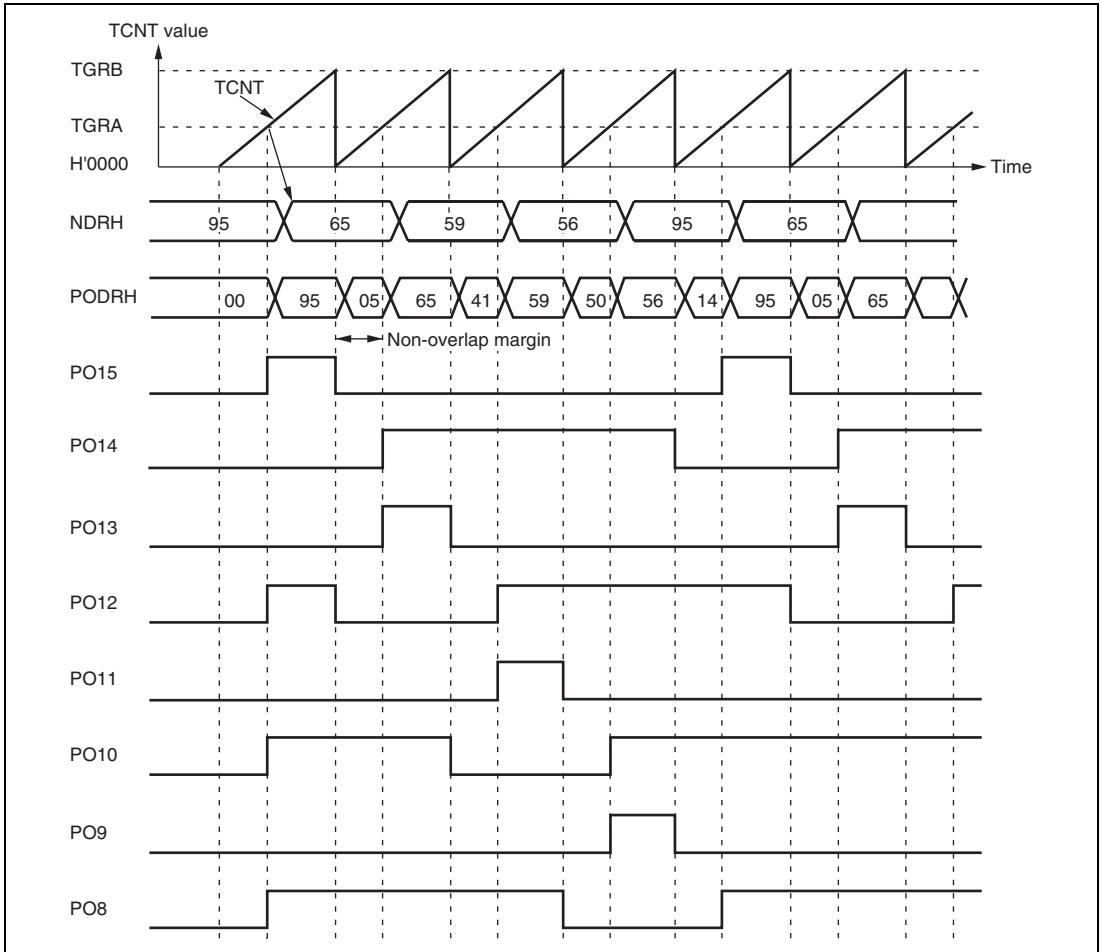 TCNT value
TGRB
TCNT
TGRA
H'0000
Time
NDRH 95 65 59 56 95 65
PODRH 00 95 05 65 41 59 50 56 14 95 05 65
Non-overlap margin
PO15
PO14
PO13
PO12
PO11
PO10
PO9
PO8